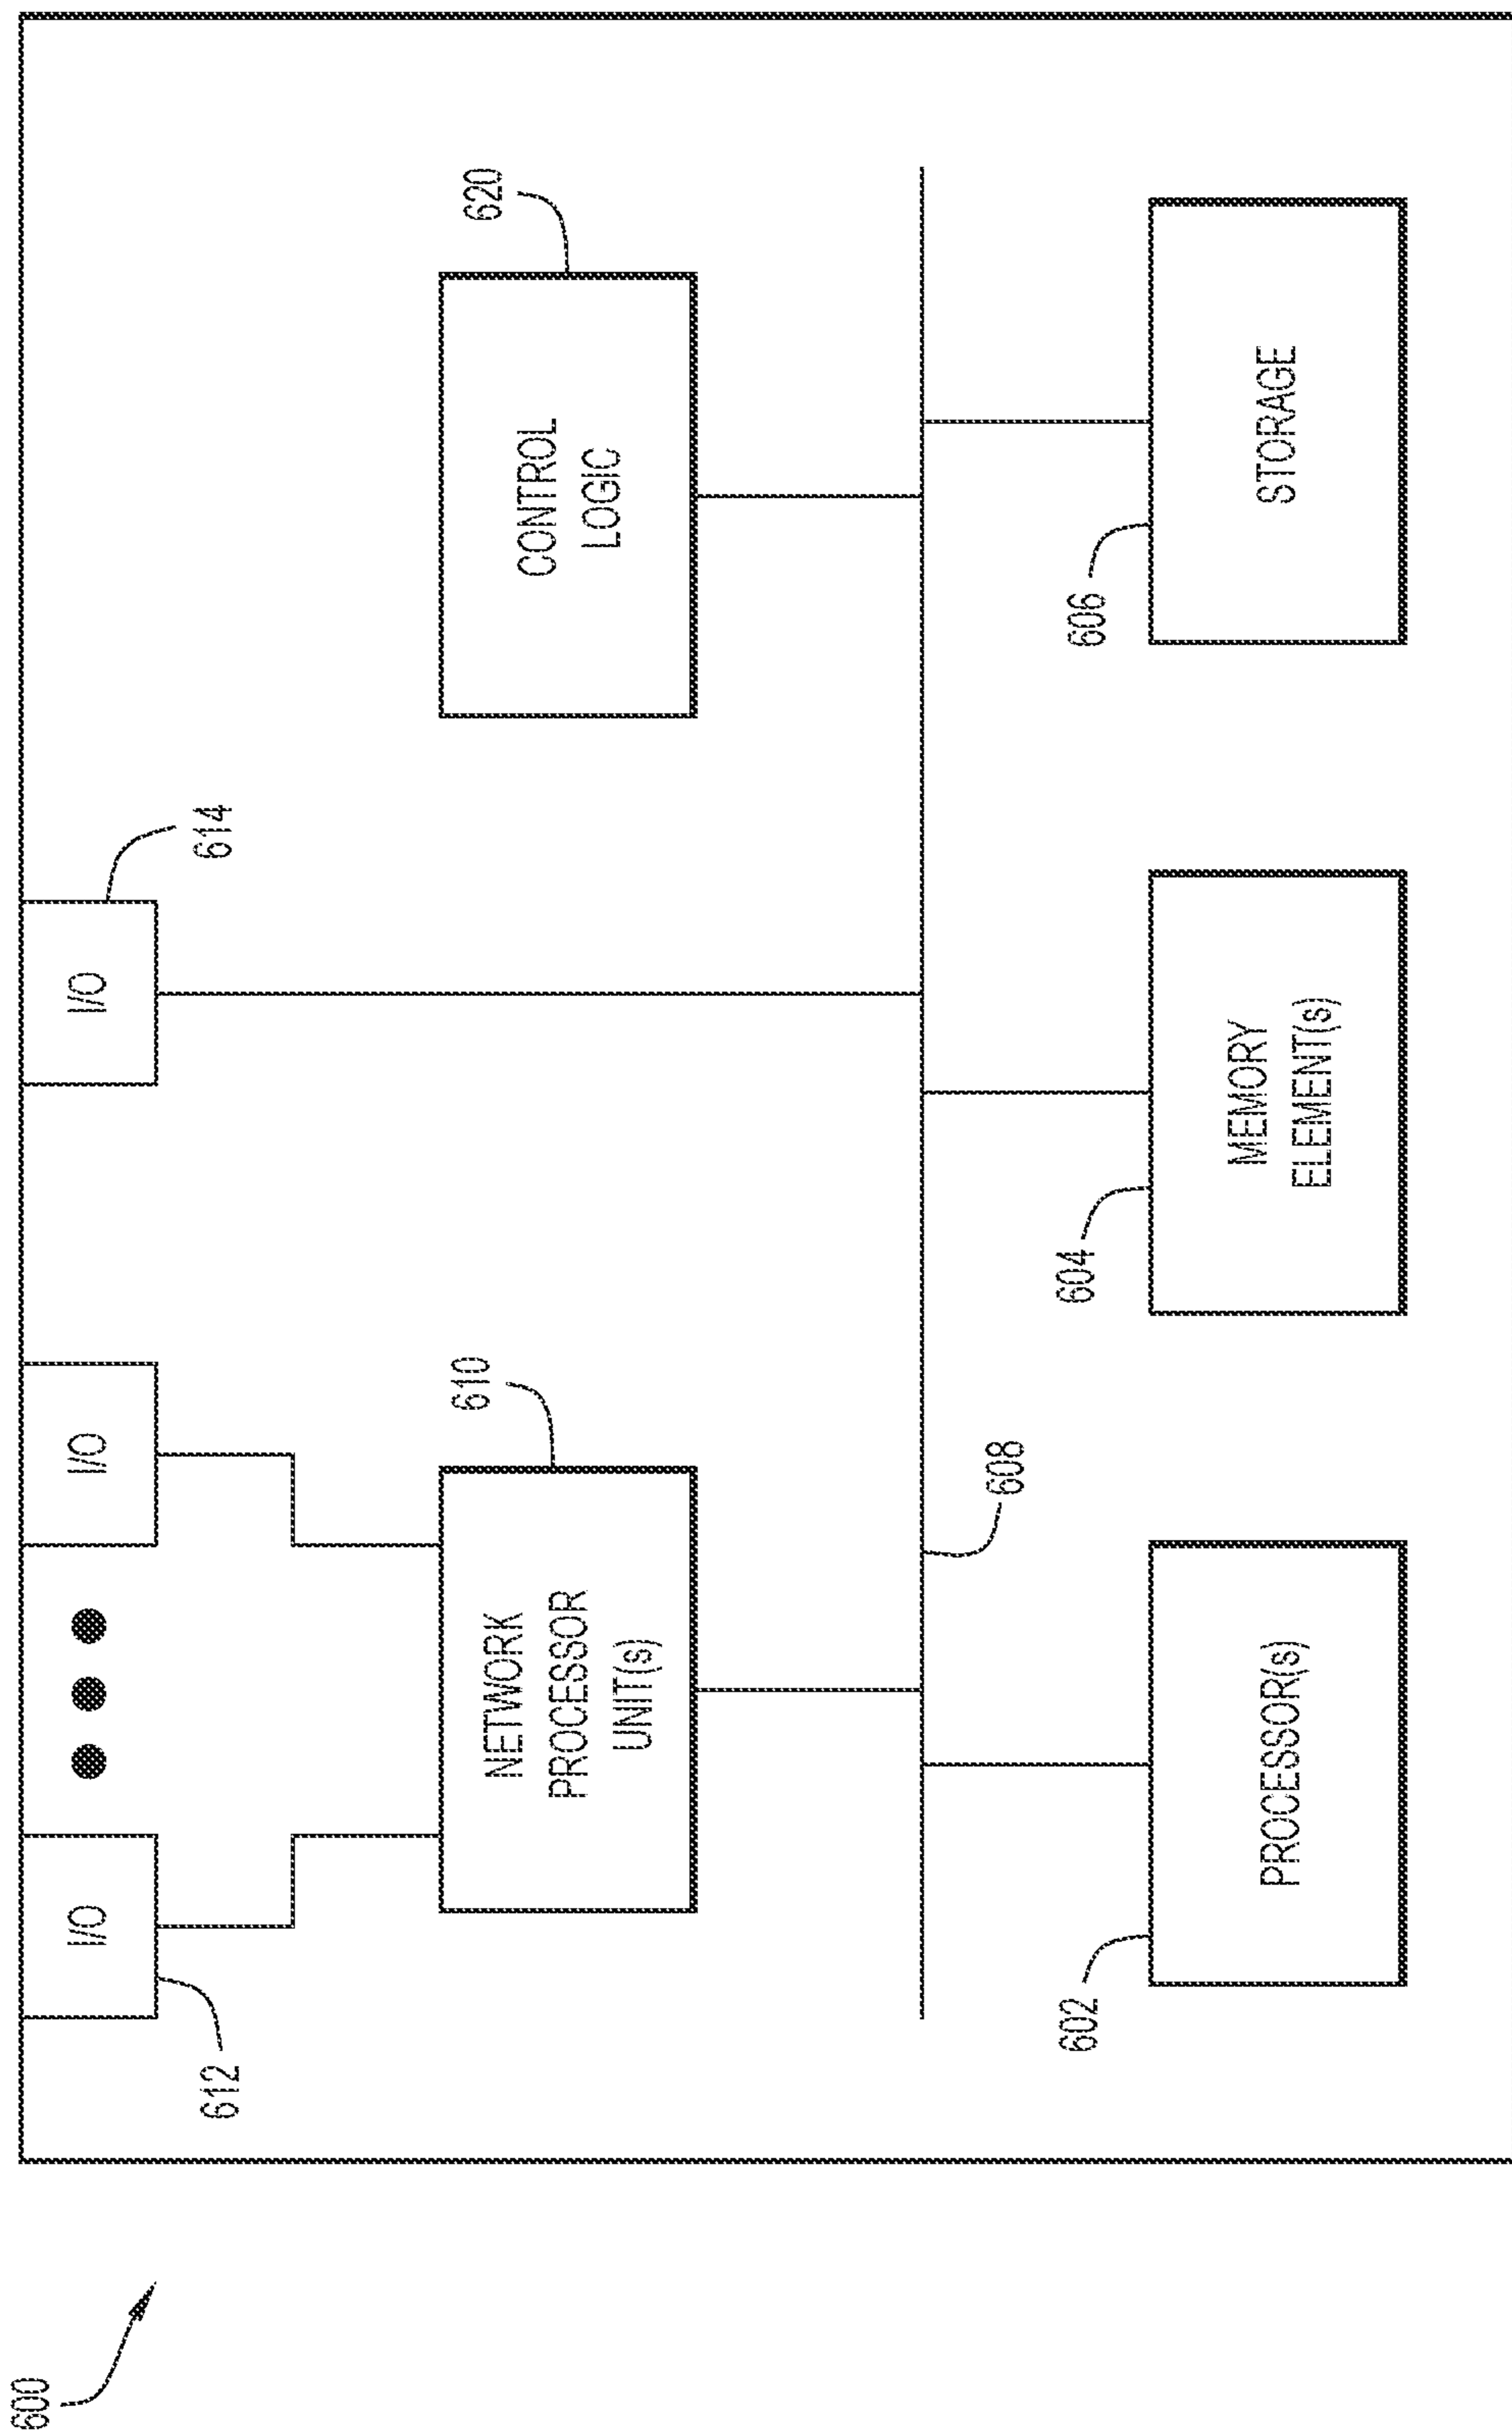 600
612
I/O
I/O
I/O
614
NETWORK
PROCESSOR
UNIT(s)
610
CONTROL
LOGIC
620
608
602
PROCESSOR(s)
604
MEMORY
ELEMENT(s)
606
STORAGE